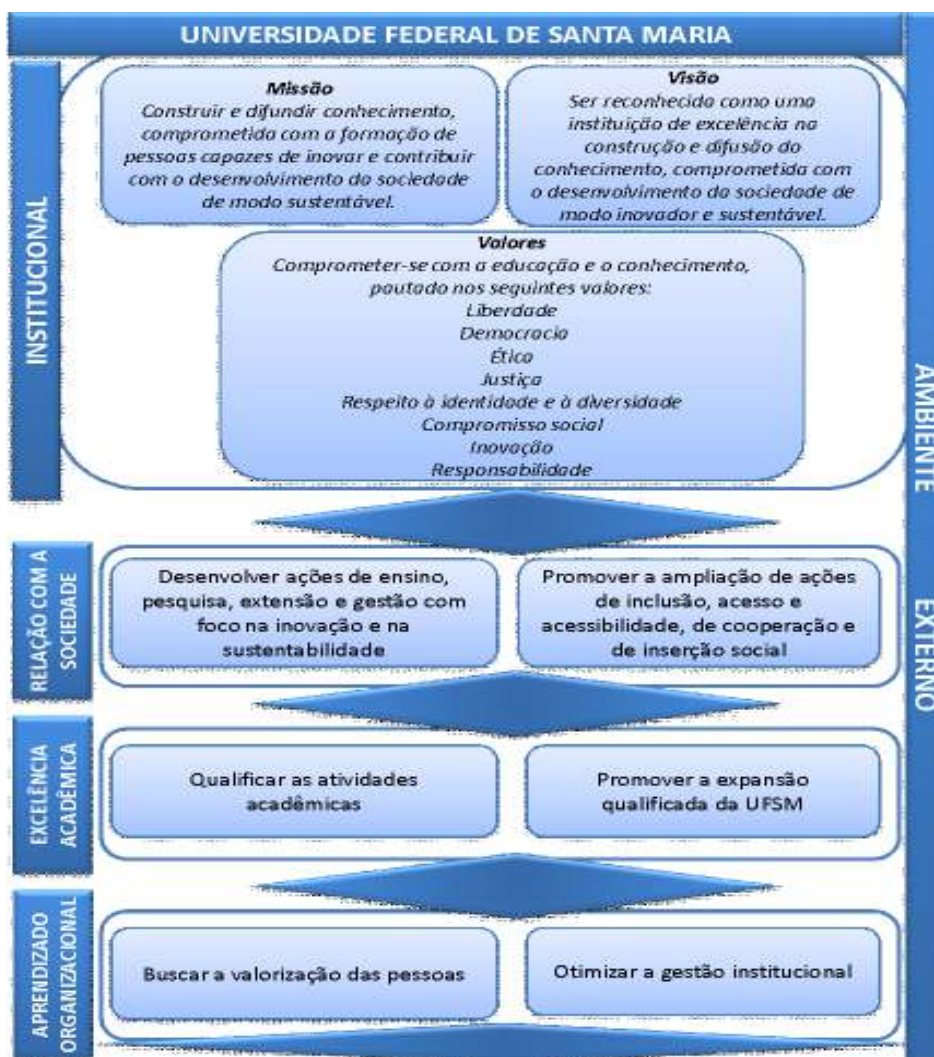 UNIVERSIDADE FEDERAL DE SANTA MARIA
INSTITUCIONAL
Missão
Construir e difundir conhecimento,
comprometida com a formação de
pessoas capazes de inovar e contribuir
com o desenvolvimento da sociedade
de modo sustentável.
Visão
Ser reconhecida como uma
instituição de excelência na
construção e difusão do
conhecimento, comprometida com
o desenvolvimento da sociedade de
modo inovador e sustentável.
Valores
Comprometer-se com a educação e o conhecimento,
pautado nos seguintes valores:
Liberdade
Democracia
Ética
Justiça
Respeito à identidade e à diversidade
Compromisso social
Inovação
Responsabilidade
RELAÇÃO COM A
SOCIEDADE
Desenvolver ações de ensino,
pesquisa, extensão e gestão com
foco na inovação e na
sustentabilidade
Promover a ampliação de ações
de inclusão, acesso e
acessibilidade, de cooperação e
de inserção social
EXCELÊNCIA
ACADÊMICA
Qualificar as atividades
acadêmicas
Promover a expansão
qualificada da UFSM
APRENDIZADO
ORGANIZACIONAL
Buscar a valorização das pessoas
Otimizar a gestão institucional
AMBIENTE EXTERNO